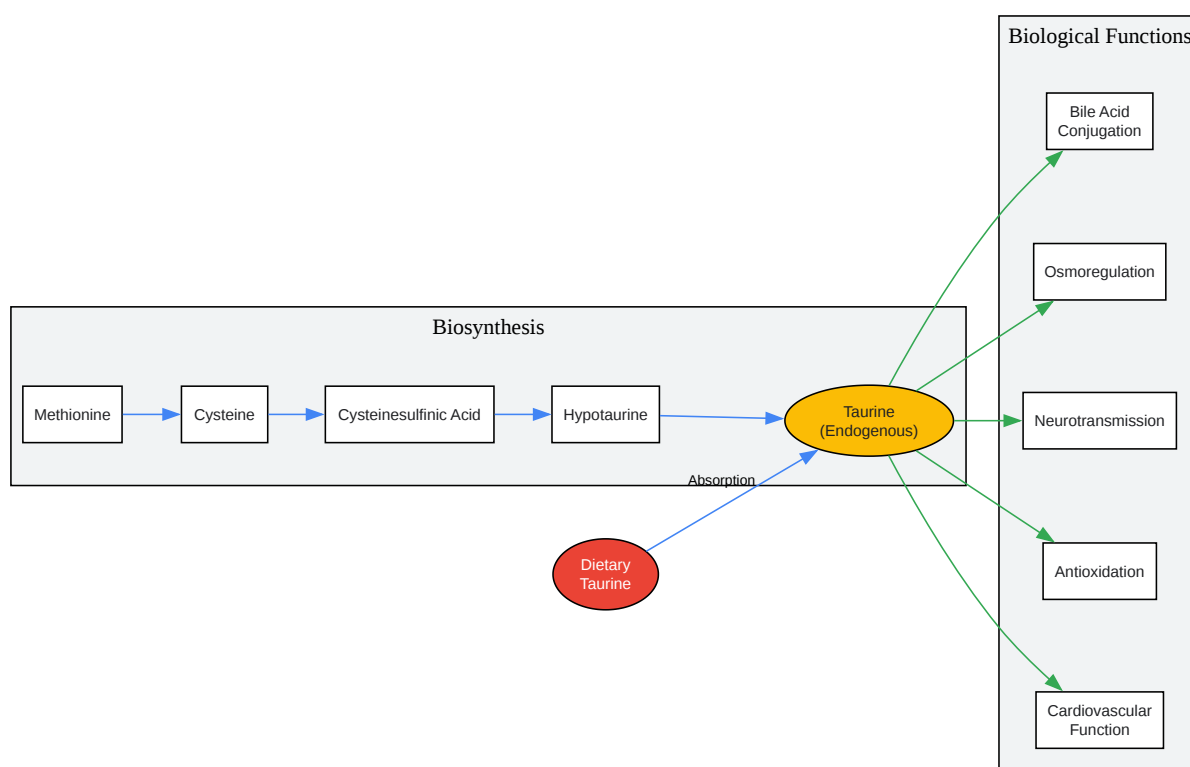 Biological Functions
Bile Acid
Conjugation
Osmoregulation
Biosynthesis
Methionine
Cysteine
Cysteinesulfinic Acid
Hypotaurine
Taurine
(Endogenous)
Neurotransmission
Absorption
Dietary
Taurine
Antioxidation
Cardiovascular
Function